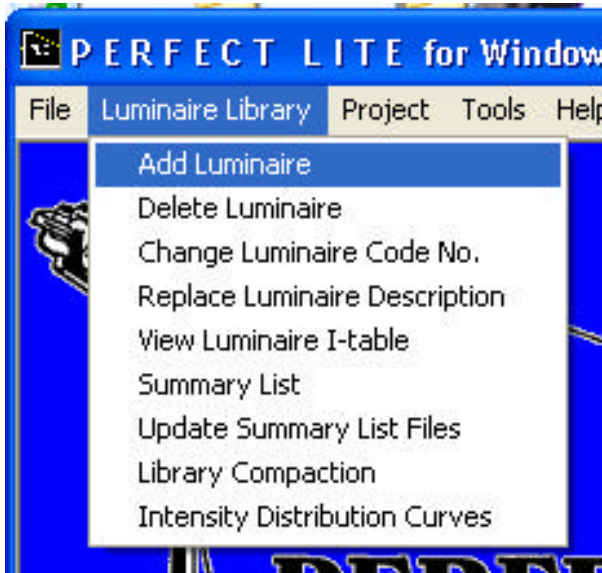 PERFECT LITE for Window
File Luminaire Library Project Tools Help
Add Luminaire
Delete Luminaire
Change Luminaire Code No.
Replace Luminaire Description
View Luminaire I-table
Summary List
Update Summary List Files
Library Compaction
Intensity Distribution Curves